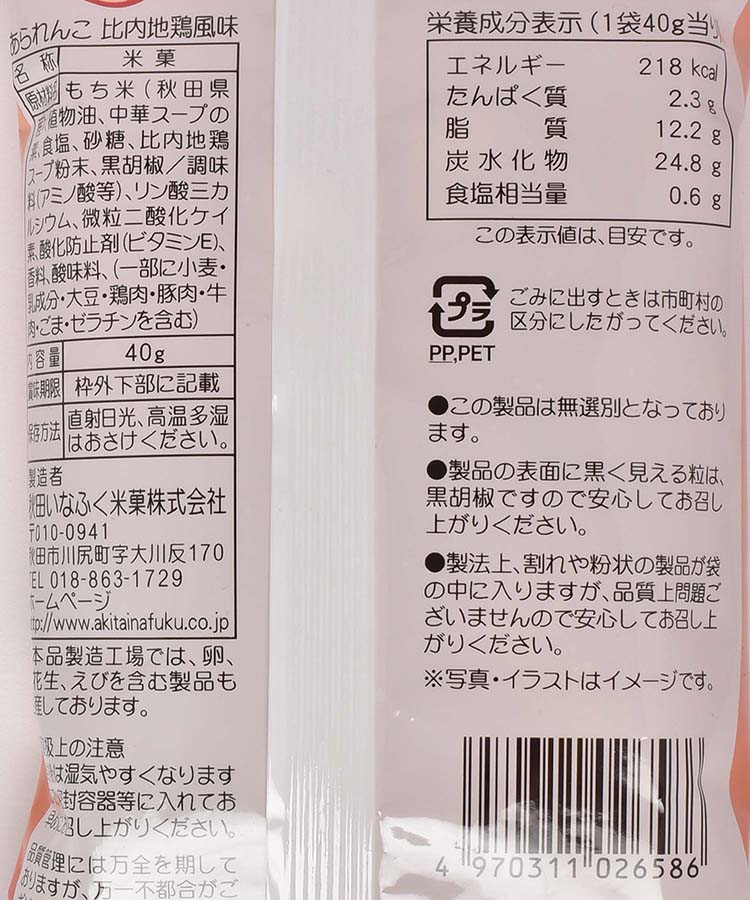 あられんこ 比内地鶏風味
名称 米菓
原材料名 もち米(秋田県
産)、植物油、中華スープの
素、食塩、砂糖、比内地鶏
スープ粉末、黒胡椒／調味
料(アミノ酸等)、リン酸三カ
ルシウム、微粒二酸化ケイ
素、酸化防止剤(ビタミンE)、
香料、酸味料、(一部に小麦・
乳成分・大豆・鶏肉・豚肉・牛
肉・ごま・ゼラチンを含む)
内容量 40g
賞味期限 枠外下部に記載
保存方法 直射日光、高温多湿
はおさけください。
製造者
秋田いなふく米菓株式会社
〒010-0941
秋田市川尻町字大川反170
TEL 018-863-1729
ホームページ
http://www.akitainafuku.co.jp
本品製造工場では、卵、
花生、えびを含む製品も
産しております。
扱上の注意
は湿気やすくなります
封容器等に入れてお
召し上がりください。
品質管理には万全を期して
おりますが、万一不都合がご
栄養成分表示(1袋40g当り)
エネルギー 218 kcal
たんぱく質 2.3 g
脂質 12.2 g
炭水化物 24.8 g
食塩相当量 0.6 g
この表示値は、目安です。
プラ
PP,PET
ごみに出すときは市町村の
区分にしたがってください。
●この製品は無選別となっており
ます。
●製品の表面に黒く見える粒は、
黒胡椒ですので安心してお召し
上がりください。
●製法上、割れや粉状の製品が袋
の中に入りますが、品質上問題ご
ざいませんので安心してお召し上
がりください。
※写真・イラストはイメージです。
4 970311 026586